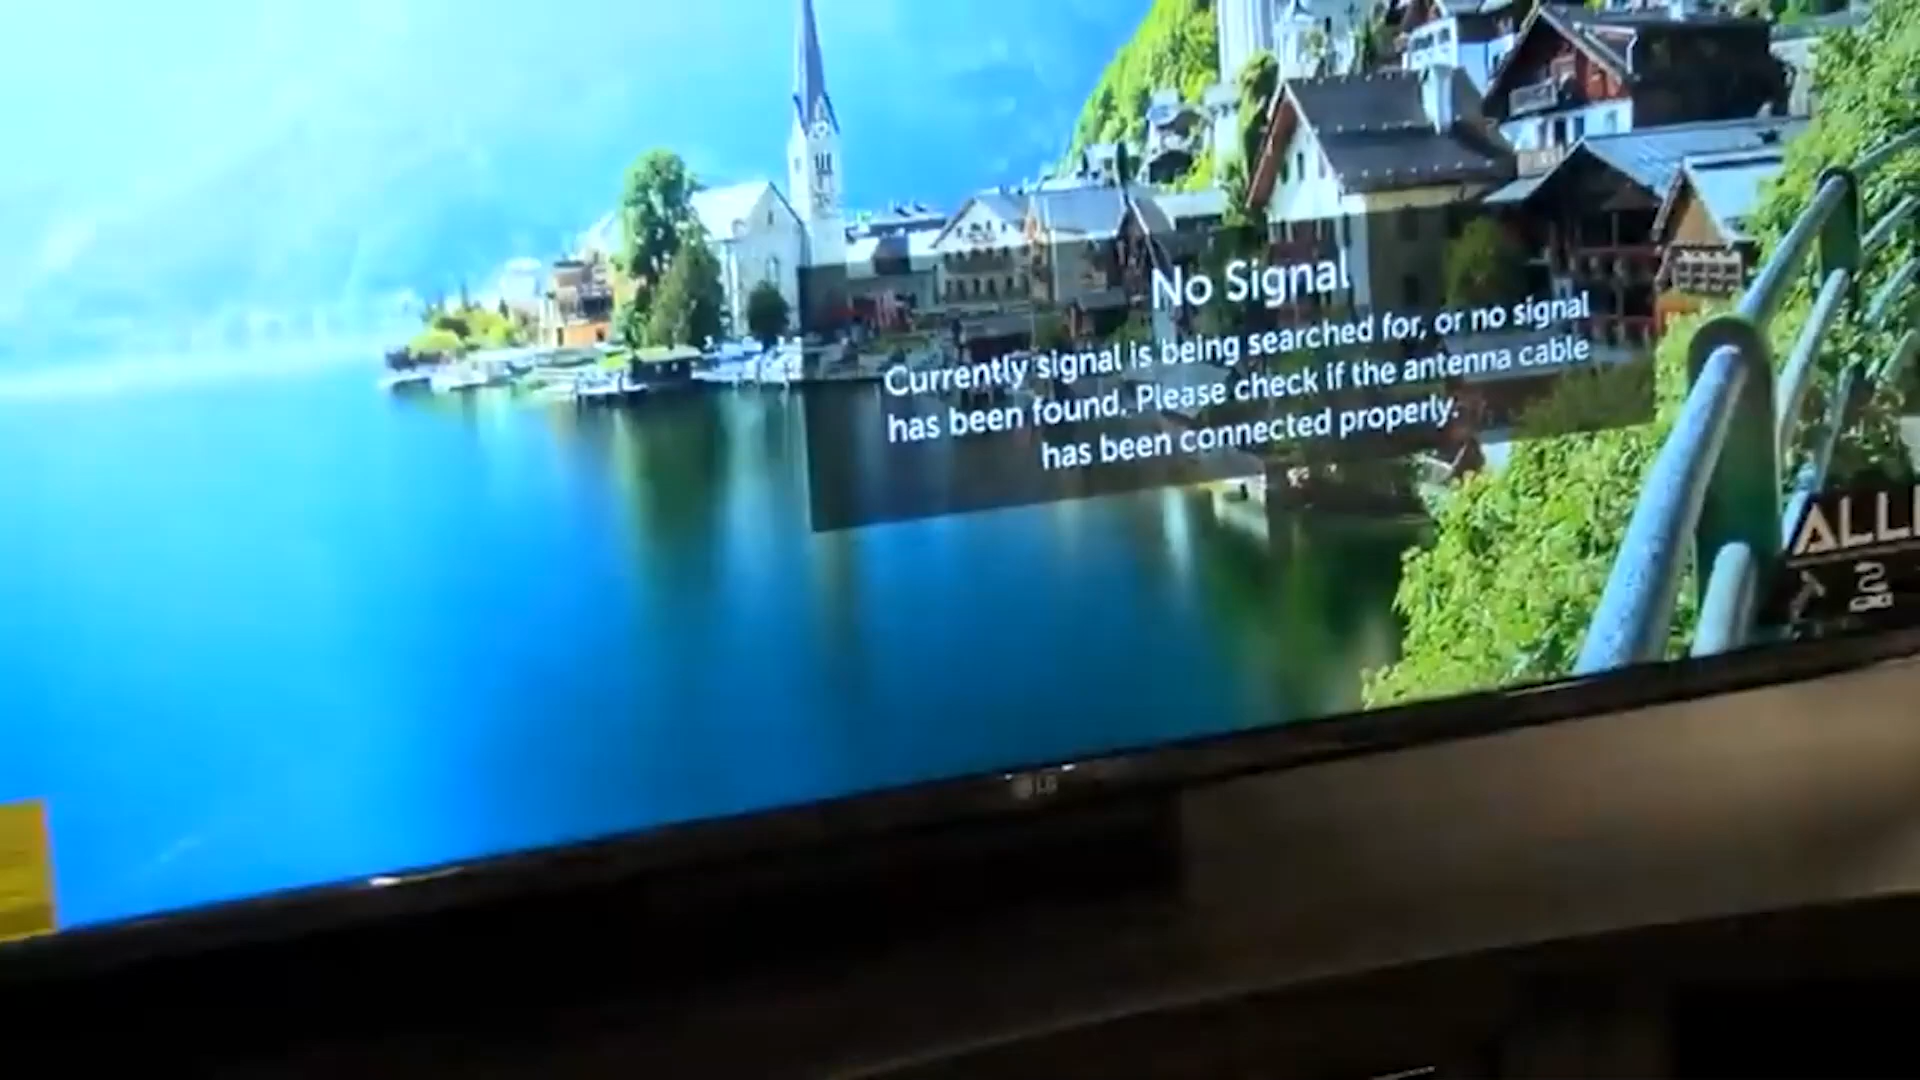 No Signal
Currently signal is being searched for, or no signal
has been found. Please check if the antenna cable
has been connected properly.
ALL
LG